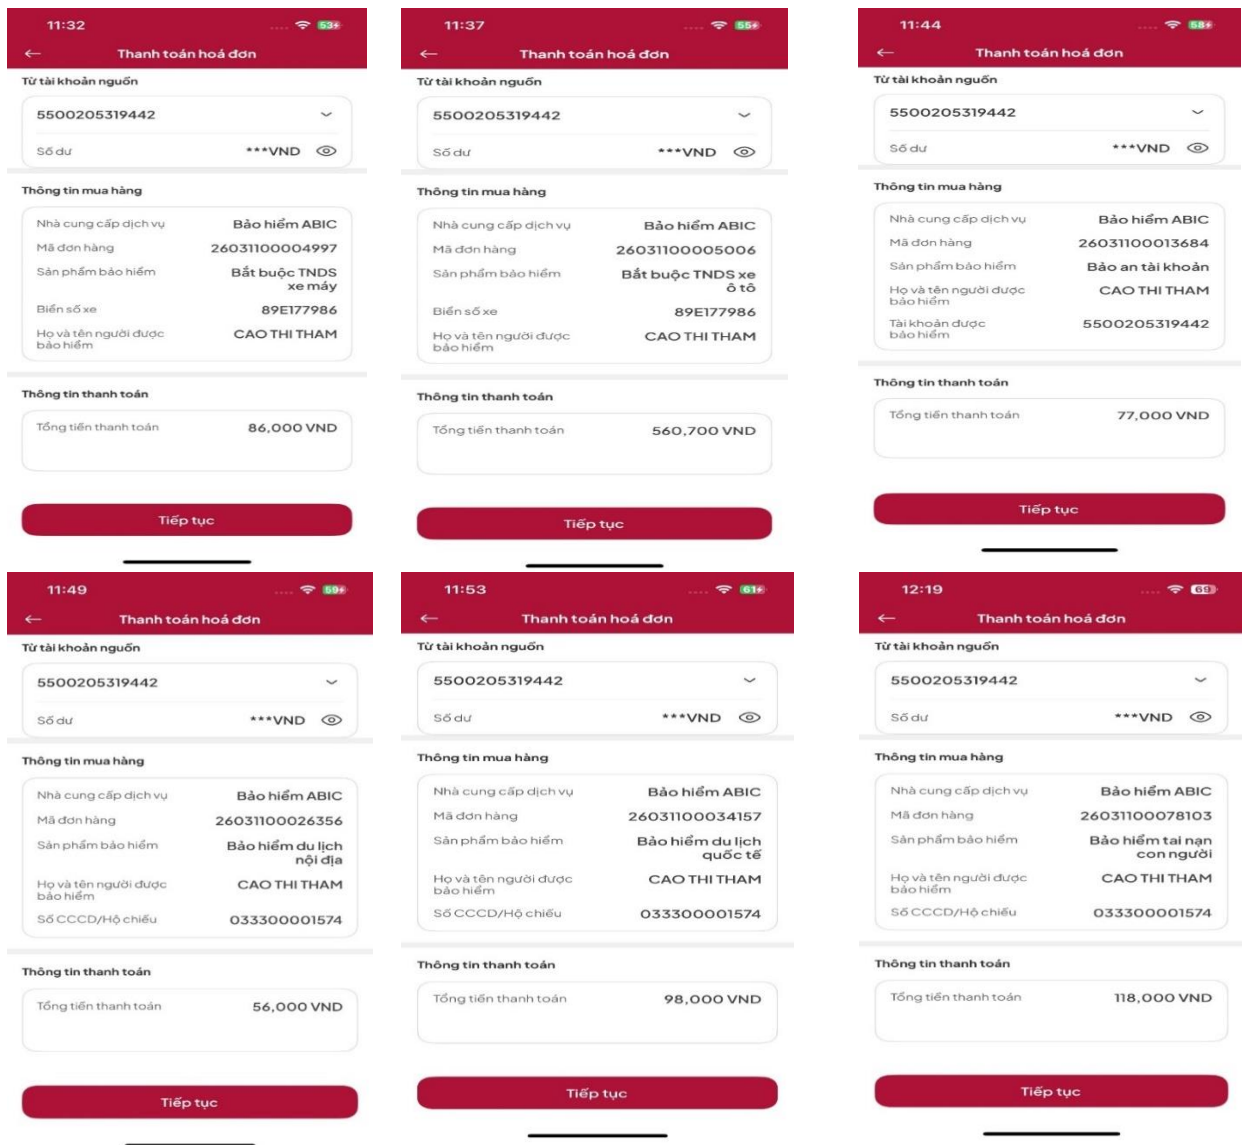 11:32
53
Thanh toán hoá đơn
Từ tài khoản nguồn
5500205319442
Số dư ***VND
Thông tin mua hàng
Nhà cung cấp dịch vụ Bảo hiểm ABIC
Mã đơn hàng 26031100004997
Sản phẩm bảo hiểm Bắt buộc TNDS
xe máy
Biển số xe 89E177986
Họ và tên người được CAO THI THAM
bảo hiểm
Thông tin thanh toán
Tổng tiền thanh toán 86,000 VND
Tiếp tục
11:37
55
Thanh toán hoá đơn
Từ tài khoản nguồn
5500205319442
Số dư ***VND
Thông tin mua hàng
Nhà cung cấp dịch vụ Bảo hiểm ABIC
Mã đơn hàng 26031100005006
Sản phẩm bảo hiểm Bắt buộc TNDS xe
ô tô
Biển số xe 89E177986
Họ và tên người được CAO THI THAM
bảo hiểm
Thông tin thanh toán
Tổng tiền thanh toán 560,700 VND
Tiếp tục
11:44
58
Thanh toán hoá đơn
Từ tài khoản nguồn
5500205319442
Số dư ***VND
Thông tin mua hàng
Nhà cung cấp dịch vụ Bảo hiểm ABIC
Mã đơn hàng 26031100013684
Sản phẩm bảo hiểm Bảo an tài khoản
Họ và tên người được CAO THI THAM
bảo hiểm
Tài khoản được 5500205319442
bảo hiểm
Thông tin thanh toán
Tổng tiền thanh toán 77,000 VND
Tiếp tục
11:49
59
Thanh toán hoá đơn
Từ tài khoản nguồn
5500205319442
Số dư ***VND
Thông tin mua hàng
Nhà cung cấp dịch vụ Bảo hiểm ABIC
Mã đơn hàng 26031100026356
Sản phẩm bảo hiểm Bảo hiểm du lịch
nội địa
Họ và tên người được CAO THI THAM
bảo hiểm
Số CCCD/Hộ chiếu 033300001574
Thông tin thanh toán
Tổng tiền thanh toán 56,000 VND
Tiếp tục
11:53
61
Thanh toán hoá đơn
Từ tài khoản nguồn
5500205319442
Số dư ***VND
Thông tin mua hàng
Nhà cung cấp dịch vụ Bảo hiểm ABIC
Mã đơn hàng 26031100034157
Sản phẩm bảo hiểm Bảo hiểm du lịch
quốc tế
Họ và tên người được CAO THI THAM
bảo hiểm
Số CCCD/Hộ chiếu 033300001574
Thông tin thanh toán
Tổng tiền thanh toán 98,000 VND
Tiếp tục
12:19
69
Thanh toán hoá đơn
Từ tài khoản nguồn
5500205319442
Số dư ***VND
Thông tin mua hàng
Nhà cung cấp dịch vụ Bảo hiểm ABIC
Mã đơn hàng 26031100078103
Sản phẩm bảo hiểm Bảo hiểm tai nạn
con người
Họ và tên người được CAO THI THAM
bảo hiểm
Số CCCD/Hộ chiếu 033300001574
Thông tin thanh toán
Tổng tiền thanh toán 118,000 VND
Tiếp tục